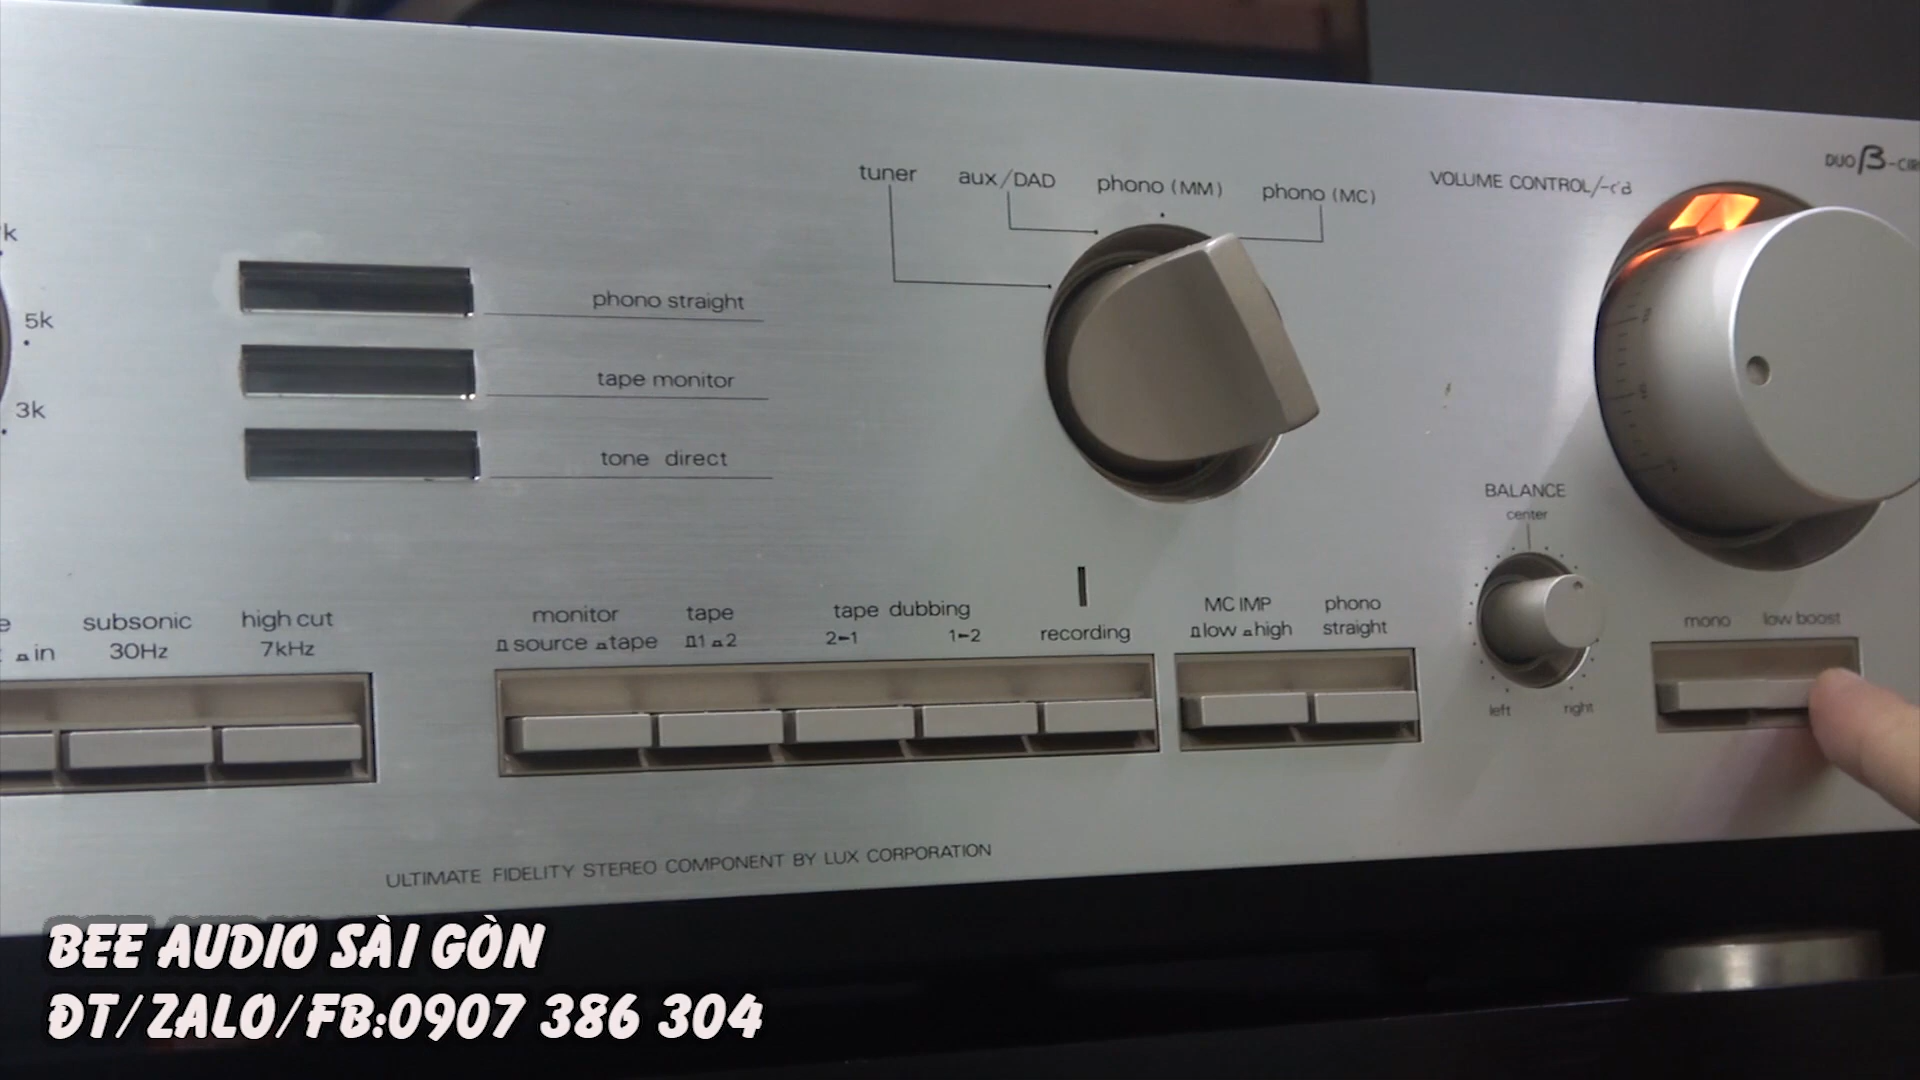 DUO β-CIR
tuner
aux/DAD
phono (MM)
phono (MC)
VOLUME CONTROL/-dB
k
5k
3k
phono straight
tape monitor
tone direct
BALANCE
center
left
right
subsonic
30Hz
high cut
7kHz
in
monitor
source tape
tape
1 2
tape dubbing
2-1
1-2
recording
MC IMP
low high
phono
straight
mono
low boost
ULTIMATE FIDELITY STEREO COMPONENT BY LUX CORPORATION
BEE AUDIO SÀI GÒN
ĐT/ZALO/FB:0907 386 304